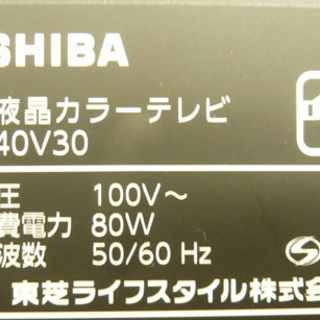 SHIBA
液晶カラーテレビ
40V30
圧 100V～
費電力 80W
波数 50/60 Hz
東芝ライフスタイル株式会